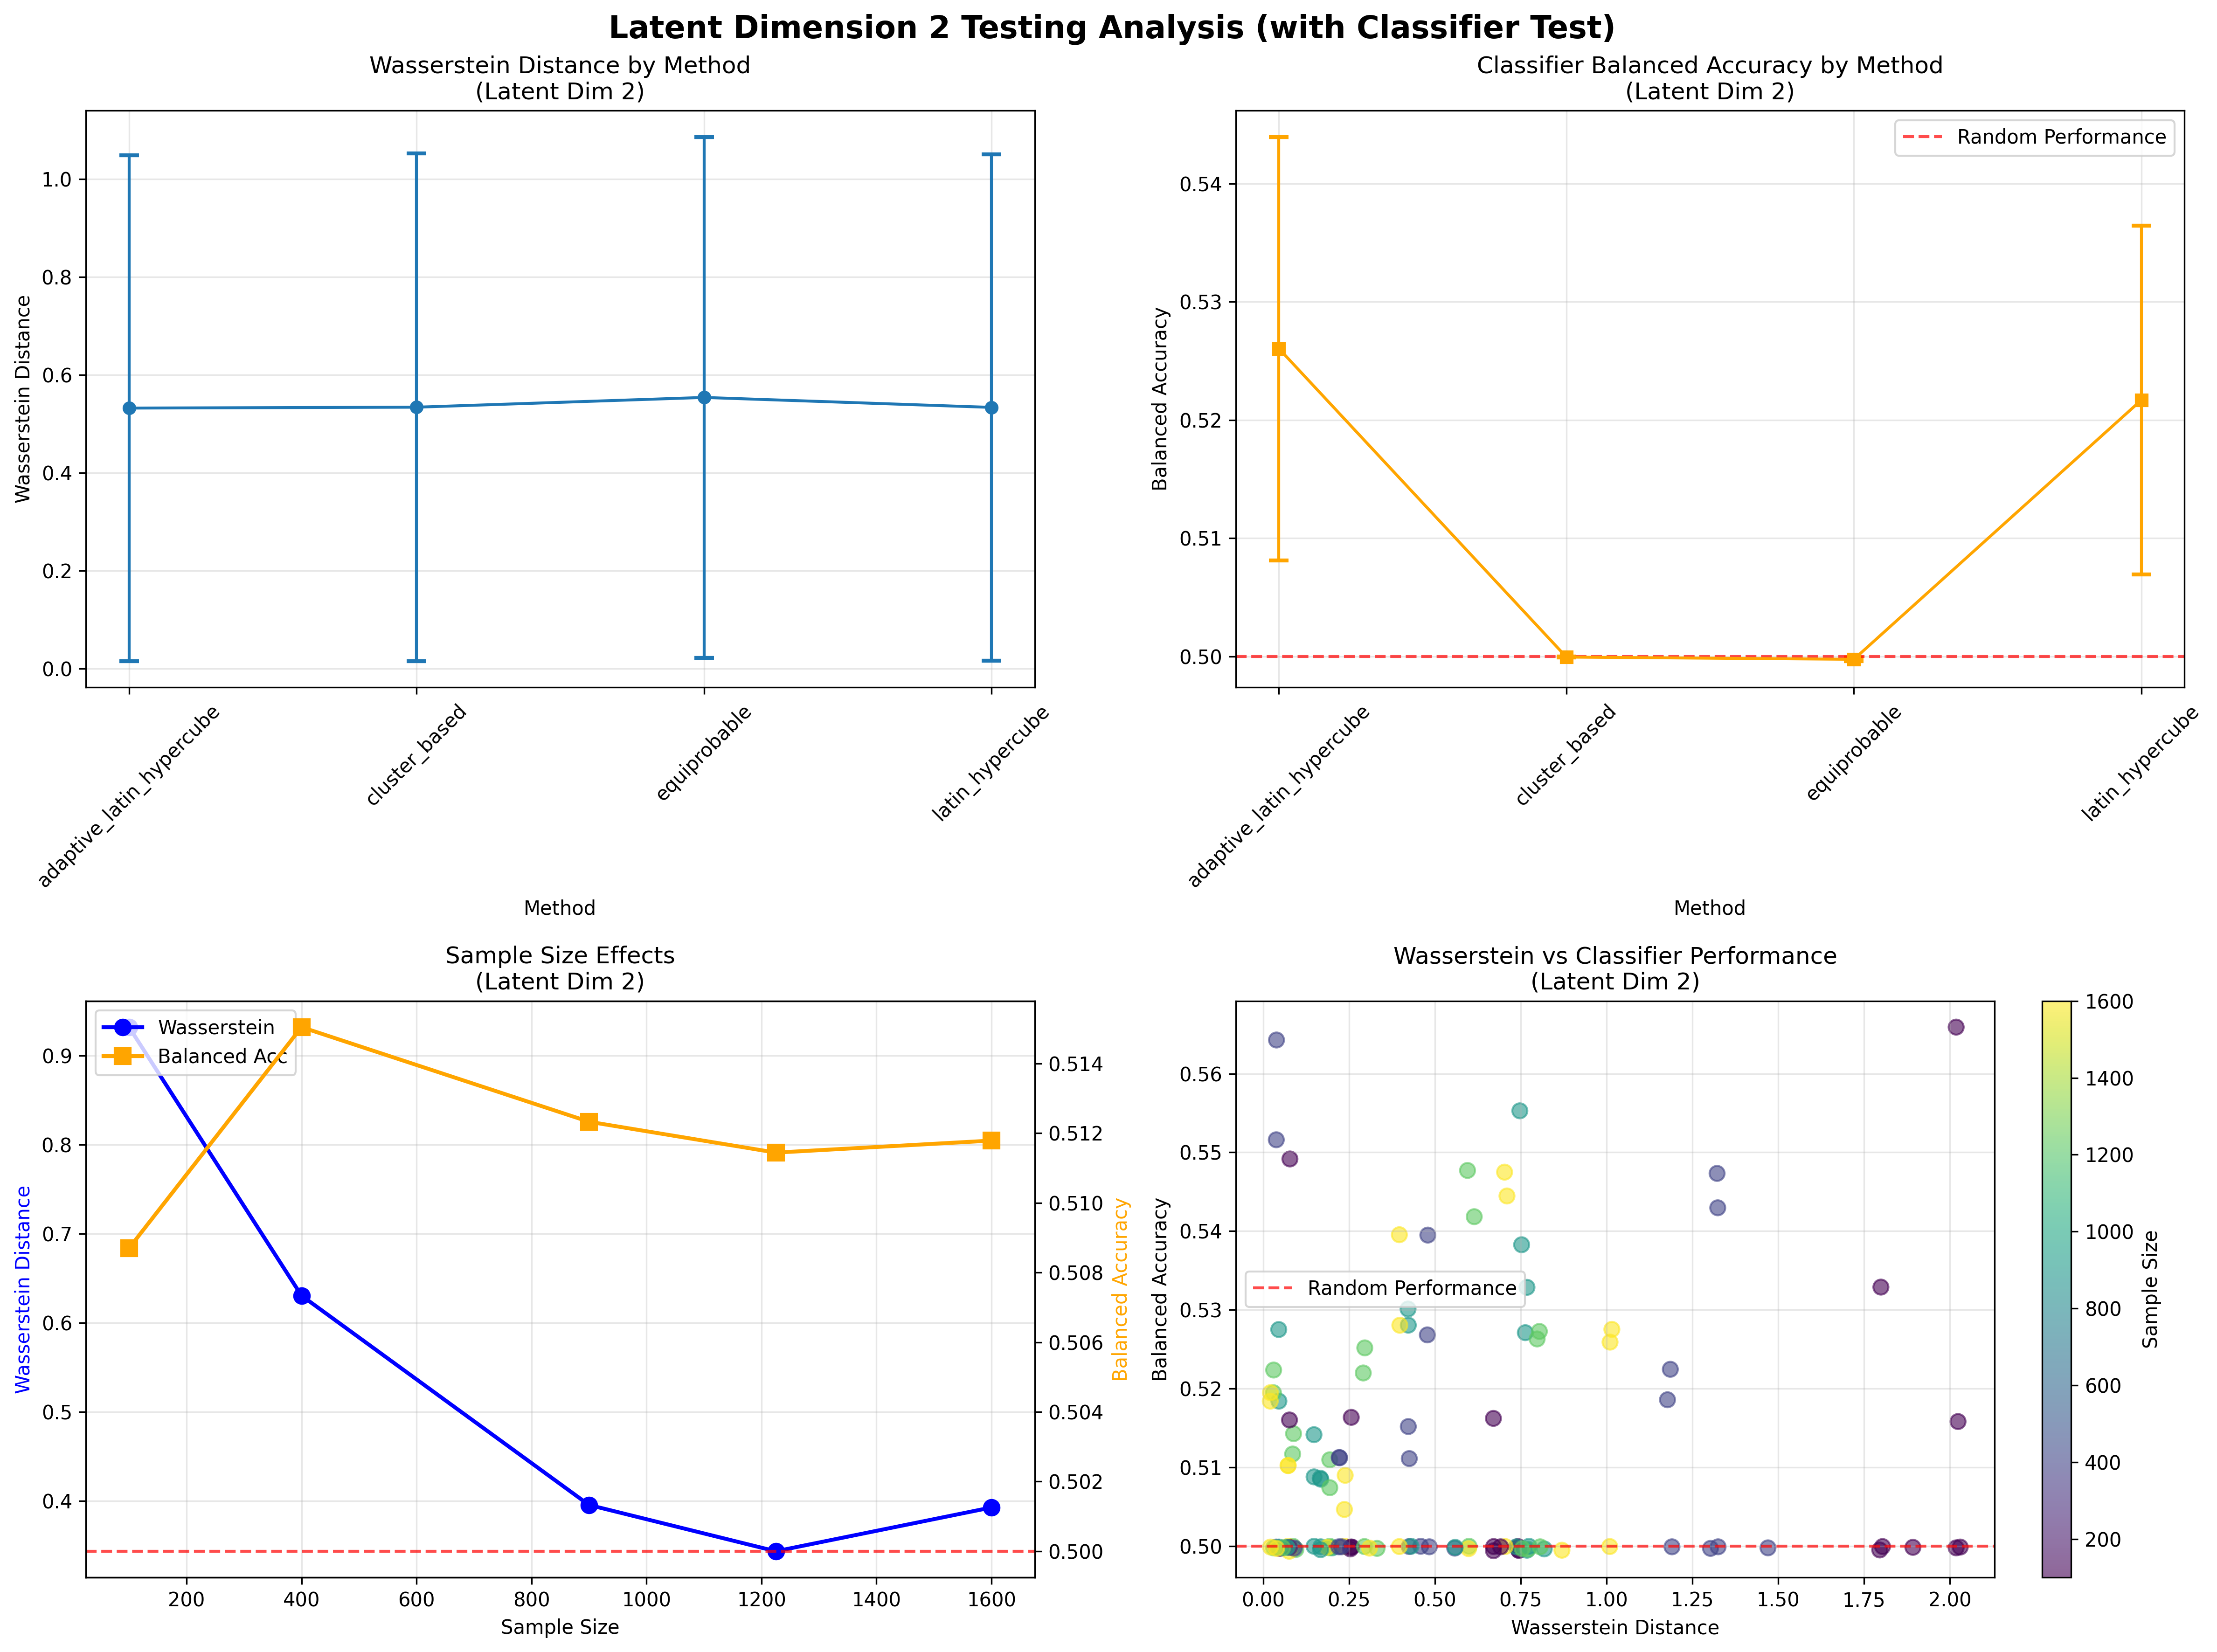 Latent Dimension 2 Testing Analysis (with Classifier Test)
Wasserstein Distance by Method
(Latent Dim 2)
Wasserstein Distance
1.0
0.8
0.6
0.4
0.2
0.0
adaptive_latin_hypercube
cluster_based
equiprobable
latin_hypercube
Method
Classifier Balanced Accuracy by Method
(Latent Dim 2)
Random Performance
Balanced Accuracy
0.54
0.53
0.52
0.51
0.50
adaptive_latin_hypercube
cluster_based
equiprobable
latin_hypercube
Method
Sample Size Effects
(Latent Dim 2)
Wasserstein
Balanced Acc
Wasserstein Distance
0.9
0.8
0.7
0.6
0.5
0.4
200 400 600 800 1000 1200 1400 1600
Sample Size
0.514
0.512
0.510
0.508
0.506
0.504
0.502
0.500
Balanced Accuracy
Wasserstein vs Classifier Performance
(Latent Dim 2)
Random Performance
Balanced Accuracy
0.56
0.55
0.54
0.53
0.52
0.51
0.50
0.00 0.25 0.50 0.75 1.00 1.25 1.50 1.75 2.00
Wasserstein Distance
1600
1400
1200
1000
800
600
400
200
Sample Size